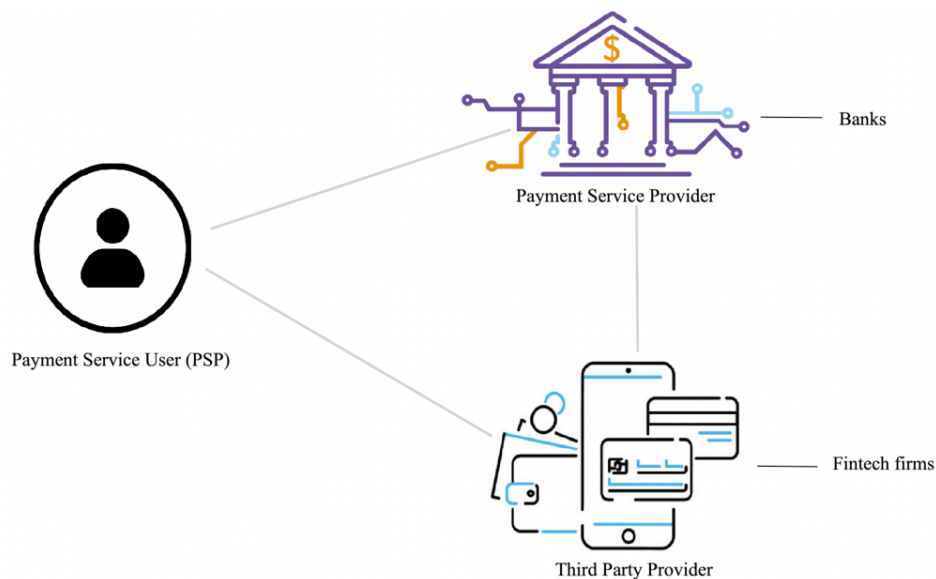 $
Banks
Payment Service Provider
Payment Service User (PSP)
Fintech firms
Third Party Provider